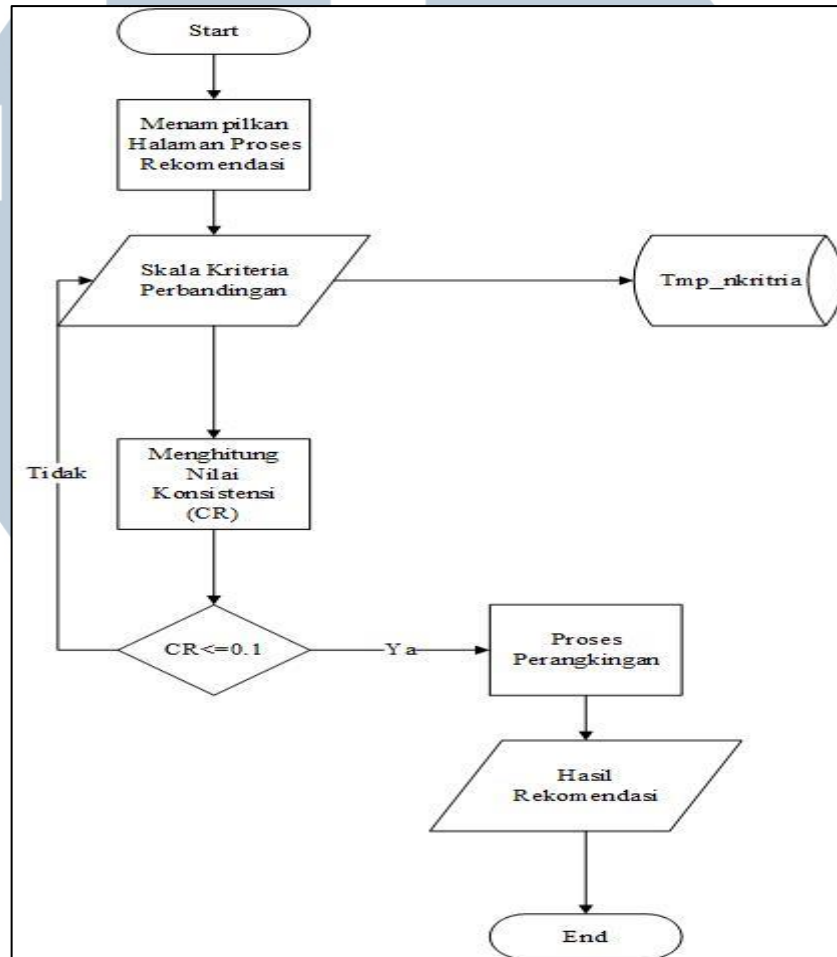 Start
Menampilkan
Halaman Proses
Rekomendasi
Skala Kriteria
Perbandingan
Tmp_nkritria
Menghitung
Nilai
Konsistensi
(CR)
Tidak
CR<=0.1
Ya
Proses
Perangkingan
Hasil
Rekomendasi
End